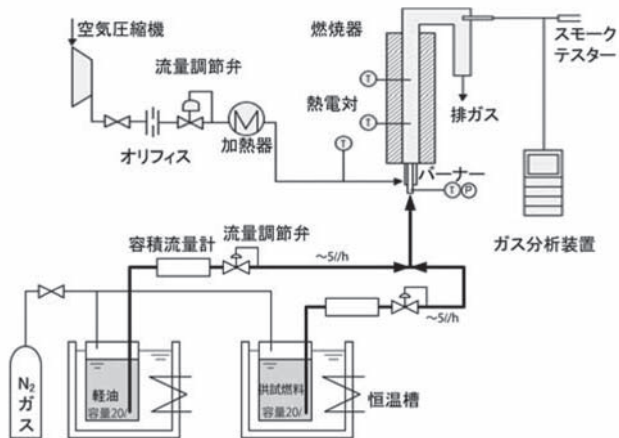 空気圧縮機
流量調節弁
オリフィス
加熱器
T
燃焼器
T
熱電対
T
バーナー
T P
排ガス
スモーク
テスター
ガス分析装置
容積流量計
流量調節弁
～5l/h
～5l/h
N₂
ガス
軽油
容量20l
供試燃料
容量20l
恒温槽